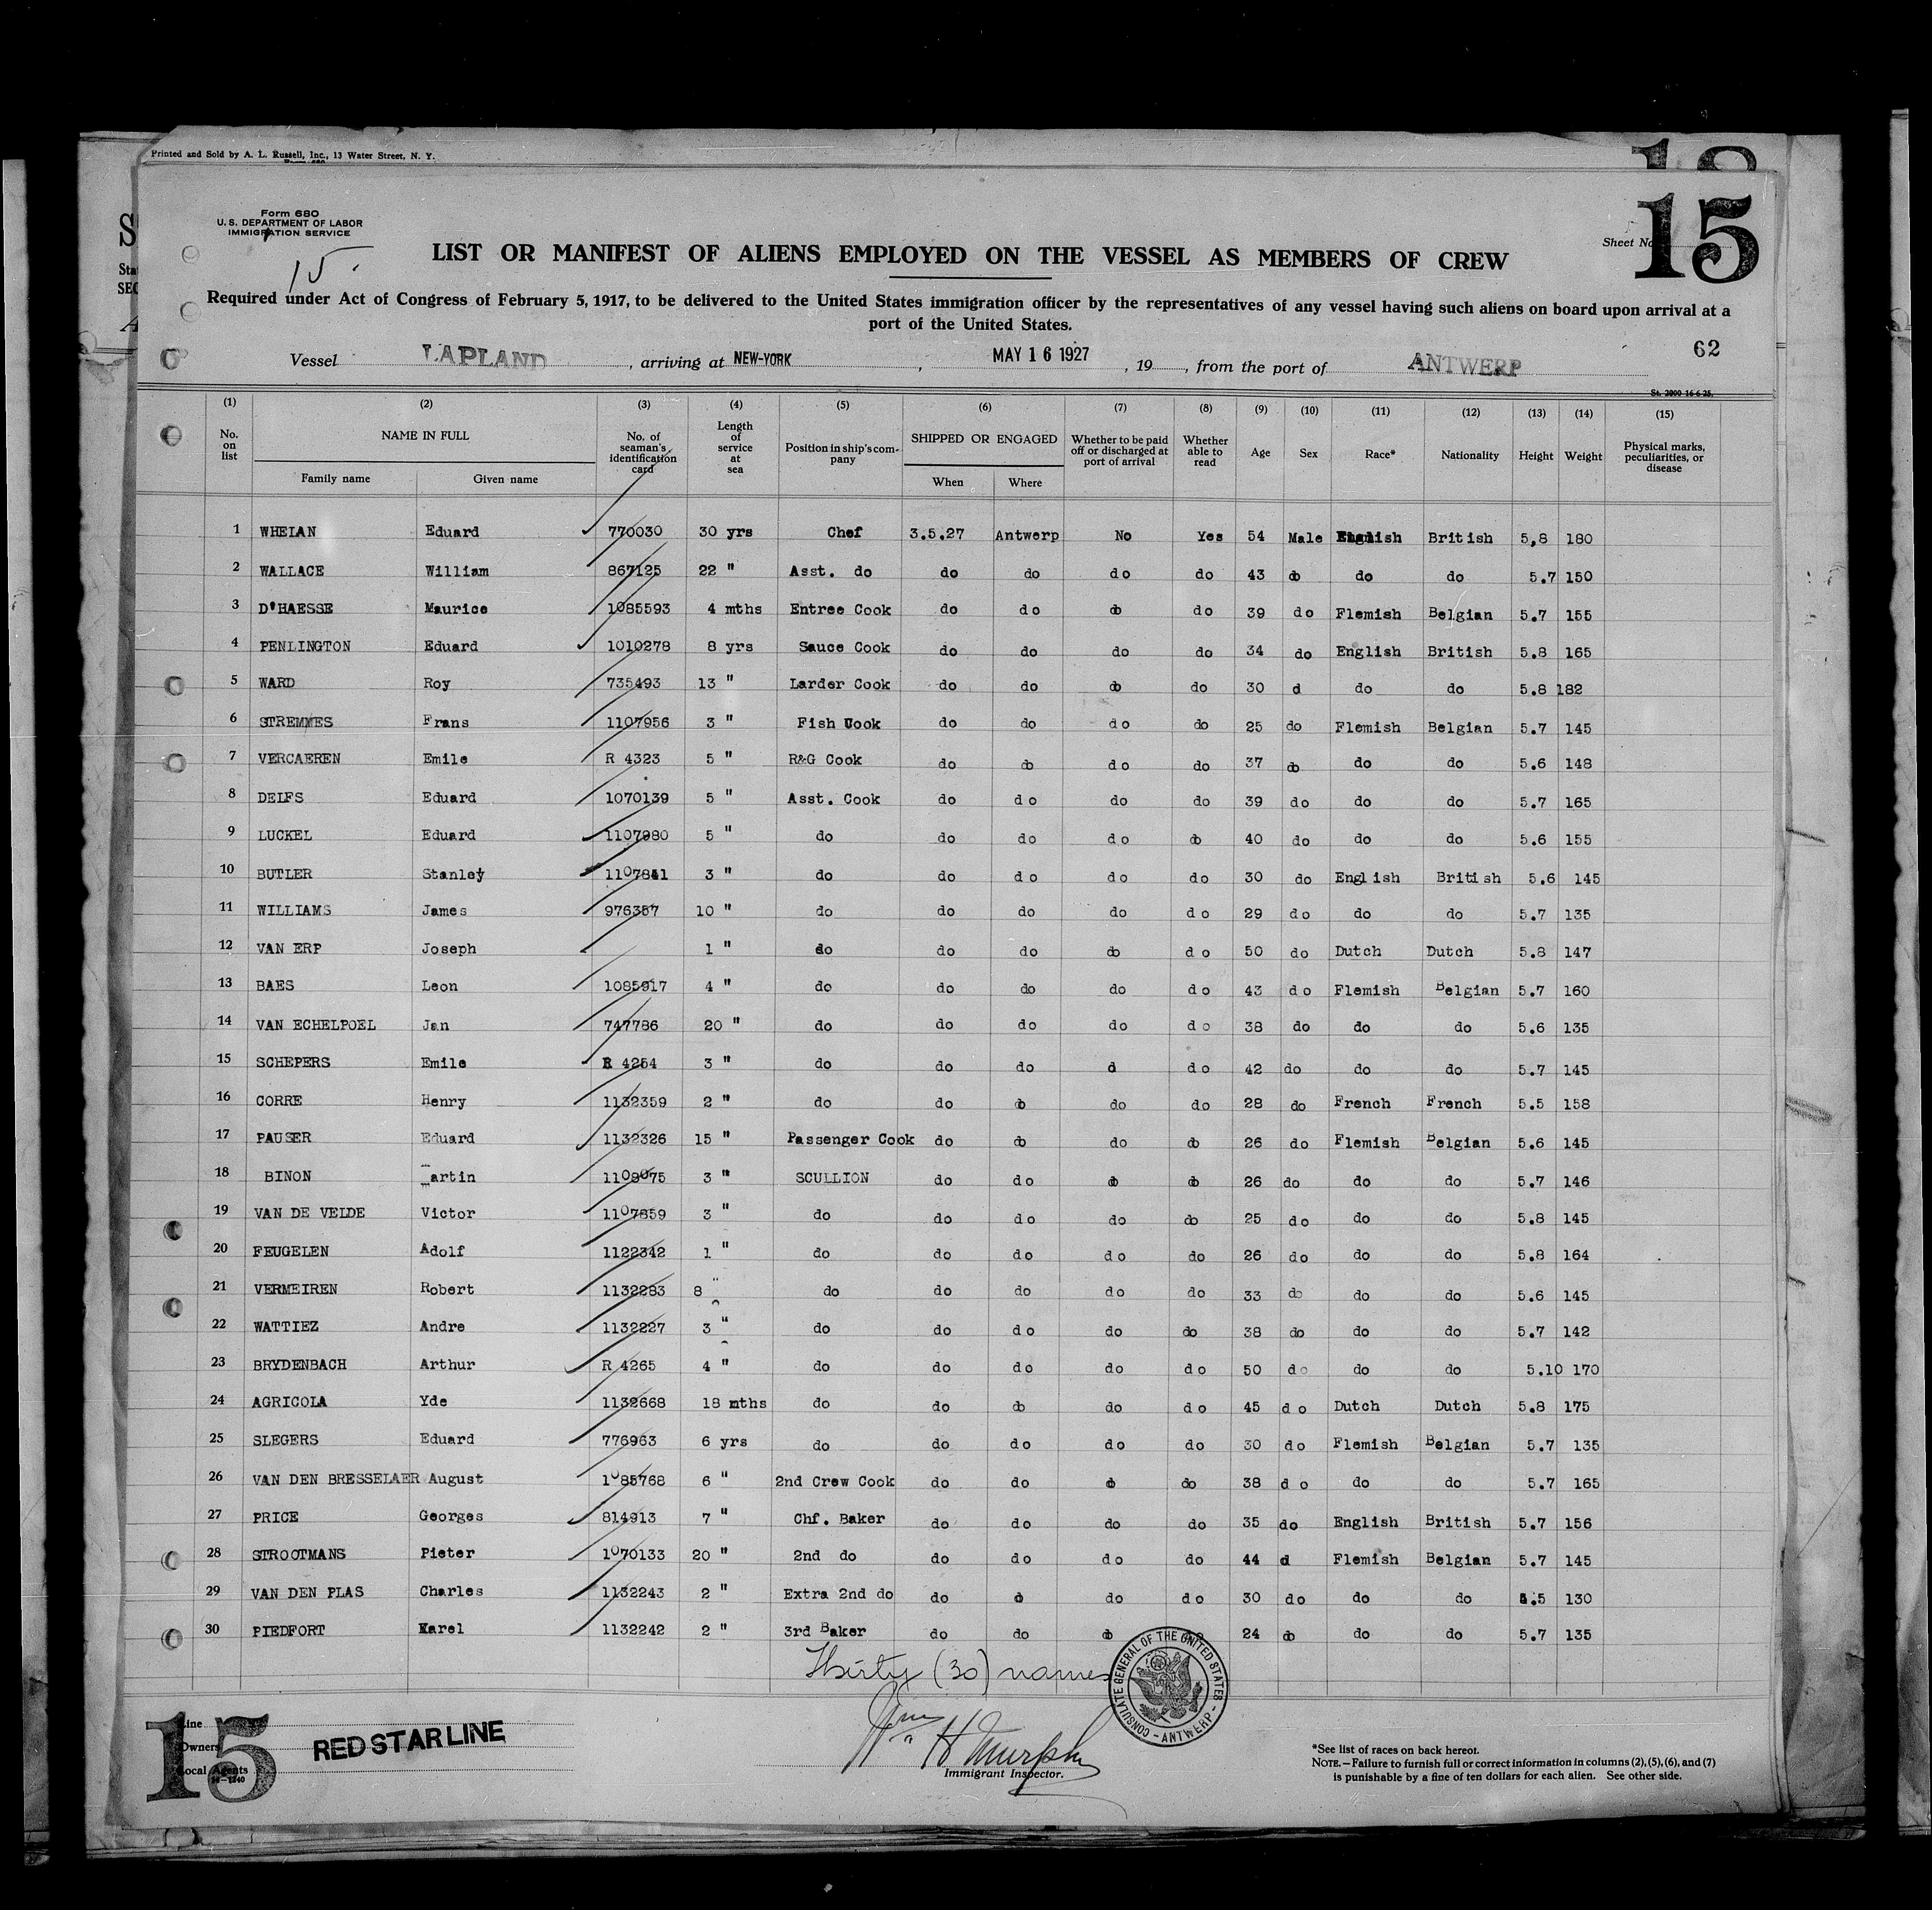 Printed and Sold by A. L. Russell, Inc., 13 Water Street, N. Y.
Form 680
U. S. DEPARTMENT OF LABOR
IMMIGRATION SERVICE
15.
Sheet No. 15
LIST OR MANIFEST OF ALIENS EMPLOYED ON THE VESSEL AS MEMBERS OF CREW
Required under Act of Congress of February 5, 1917, to be delivered to the United States immigration officer by the representatives of any vessel having such aliens on board upon arrival at a
port of the United States.
62
Vessel LAPLAND, arriving at NEW-YORK, MAY 16 1927, 19, from the port of ANTWERP
St. 2000 16-6-25.
(1) (2) (3) (4) (5) (6) (7) (8) (9) (10) (11) (12) (13) (14) (15)
No. on list NAME IN FULL Family name Given name No. of seaman's identification card Length of service at sea Position in ship's company SHIPPED OR ENGAGED When Where Whether to be paid off or discharged at port of arrival Whether able to read Age Sex Race* Nationality Height Weight Physical marks, peculiarities, or disease
1 WHELAN Eduard 770030 30 yrs Chef 3.5.27 Antwerp No Yes 54 Male English British 5,8 180
2 WALLACE William 867125 22 " Asst. do do do do do 43 do do do 5.7 150
3 D'HAESSE Maurice 1085593 4 mths Entree Cook do do do do 39 do Flemish Belgian 5.7 155
4 PENLINGTON Eduard 1010278 8 yrs Sauce Cook do do do do 34 do English British 5.8 165
5 WARD Roy 735493 13 " Larder Cook do do do do 30 d do do 5.8 182
6 STREMMES Frans 1107956 3 " Fish Cook do do do do 25 do Flemish Belgian 5.7 145
7 VERCAEREN Emile R 4323 5 " R&G Cook do do do do 37 do do do 5.6 148
8 DELFS Eduard 1070139 5 " Asst. Cook do do do do 39 do do do 5.7 165
9 LUCKEL Eduard 1107980 5 " do do do do do 40 do do do 5.6 155
10 BUTLER Stanley 1107841 3 " do do do do do 30 do English British 5.6 145
11 WILLIAMS James 976357 10 " do do do do do 29 do do do 5.7 135
12 VAN ERP Joseph 1 " do do do do do 50 do Dutch Dutch 5.8 147
13 BAES Leon 1085917 4 " do do do do do 43 do Flemish Belgian 5.7 160
14 VAN ECHELPOEL Jan 747786 20 " do do do do do 38 do do do 5.6 135
15 SCHEPERS Emile R 4254 3 " do do do d do 42 do do do 5.7 145
16 CORRE Henry 1132359 2 " do do do do do 28 do French French 5.5 158
17 PAUSER Eduard 1132326 15 " Passenger Cook do do do do 26 do Flemish Belgian 5.6 145
18 BINON Martin 1108075 3 " SCULLION do do do do 26 do do do 5.7 146
19 VAN DE VELDE Victor 1107859 3 " do do do do do 25 do do do 5.8 145
20 FEUGELEN Adolf 1122342 1 " do do do do do 26 do do do 5.8 164
21 VERMEIREN Robert 1132283 8 " do do do do do 33 do do do 5.6 145
22 WATTIEZ Andre 1132227 3 " do do do do do 38 do do do 5.7 142
23 BRYDENBACH Arthur R 4265 4 " do do do do do 50 do do do 5.10 170
24 AGRICOLA Yde 1132668 18 mths do do do do do 45 do Dutch Dutch 5.8 175
25 SLEGERS Eduard 776963 6 yrs do do do do do 30 do Flemish Belgian 5.7 135
26 VAN DEN BRESSELAER August 1085768 6 " 2nd Crew Cook do do do do 38 do do do 5.7 165
27 PRICE Georges 814913 7 " Chf. Baker do do do do 35 do English British 5.7 156
28 STROOTMANS Pieter 1070133 20 " 2nd do do do do do 44 d Flemish Belgian 5.7 145
29 VAN DEN PLAS Charles 1132243 2 " Extra 2nd do do do do do 30 do do do 5.5 130
30 PIEDFORT Karel 1132242 2 " 3rd Baker do do do do 24 do do do 5.7 135
Thirty (30) names
CONSULATE GENERAL OF THE UNITED STATES - ANTWERP -
15
Line
Owners
Local Agents
RED STAR LINE
Wm H Murphy
Immigrant Inspector.
*See list of races on back hereof.
NOTE.—Failure to furnish full or correct information in columns (2), (5), (6), and (7)
is punishable by a fine of ten dollars for each alien. See other side.